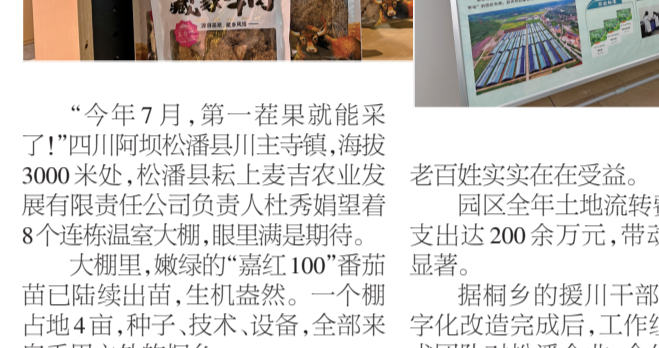 “今年7月，第一茬果就能采
了！”四川阿坝松潘县川主寺镇，海拔
3000米处，松潘县耘上麦吉农业发
展有限责任公司负责人杜秀娟望着
8个连栋温室大棚，眼里满是期待。
大棚里，嫩绿的“嘉红100”番茄
苗已陆续出苗，生机盎然。一个棚
占地4亩，种子、技术、设备，全部来
老百姓实实在在受益。
园区全年土地流转
支出达200余万元，带动
显著。
据桐乡的援川干部
字化改造完成后，工作